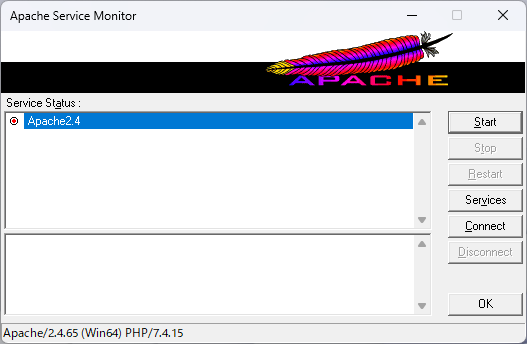 Apache Service Monitor
APACHE
Service Status :
Apache2.4
Start
Stop
Restart
Services
Connect
Disconnect
OK
Apache/2.4.65 (Win64) PHP/7.4.15